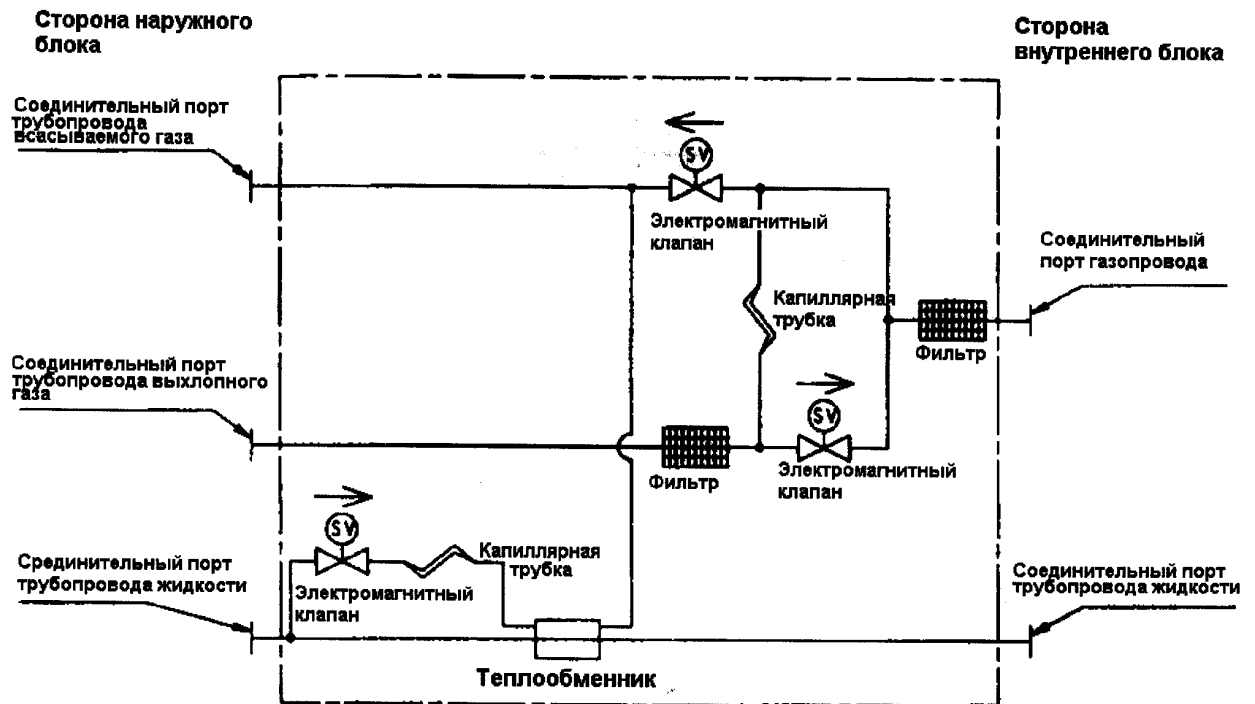 Сторона наружного
блока
Сторона
внутреннего блока
Соединительный порт
трубопровода
всасываемого газа
SV
Электромагнитный
клапан
Соединительный
порт газопровода
Капиллярная
трубка
Фильтр
Соединительный порт
трубопровода выхлопного
газа
SV
Фильтр
Электромагнитный
клапан
SV
Капиллярная
трубка
Срединительный порт
трубопровода жидкости
Электромагнитный
клапан
Соединительный порт
трубопровода жидкости
Теплообменник